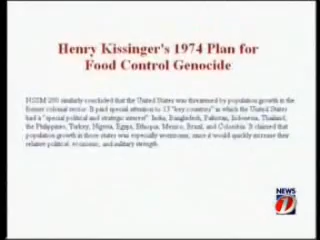 Henry Kissinger's 1974 Plan for
Food Control Genocide
NSSM 200 similarly concluded that the United States was threatened by population growth in the
former colonial sector. It paid special attention to 13 "key countries" in which the United States
had a "special political and strategic interest": India, Bangladesh, Pakistan, Indonesia, Thailand,
the Philippines, Turkey, Nigeria, Egypt, Ethiopia, Mexico, Brazil, and Colombia. It claimed that
population growth in those states was especially worrisome, since it would quickly increase their
relative political, economic, and military strength.
NEWS